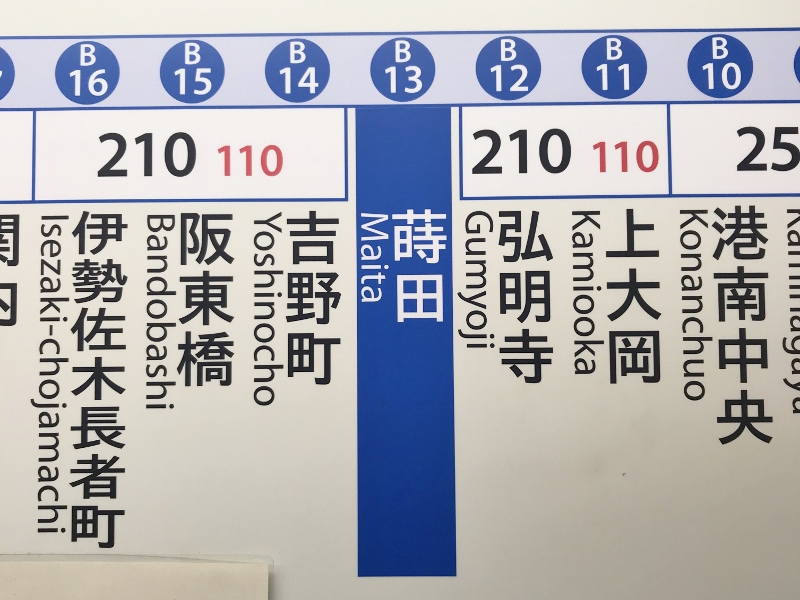 B
16
B
15
B
14
B
13
B
12
B
11
B
10
210 110
210 110
25
伊勢佐木長者町
Isezaki-chojamachi
阪東橋
Bandobashi
吉野町
Yoshinocho
蒔田
Maita
弘明寺
Gumyoji
上大岡
Kamiooka
港南中央
Konanchuo